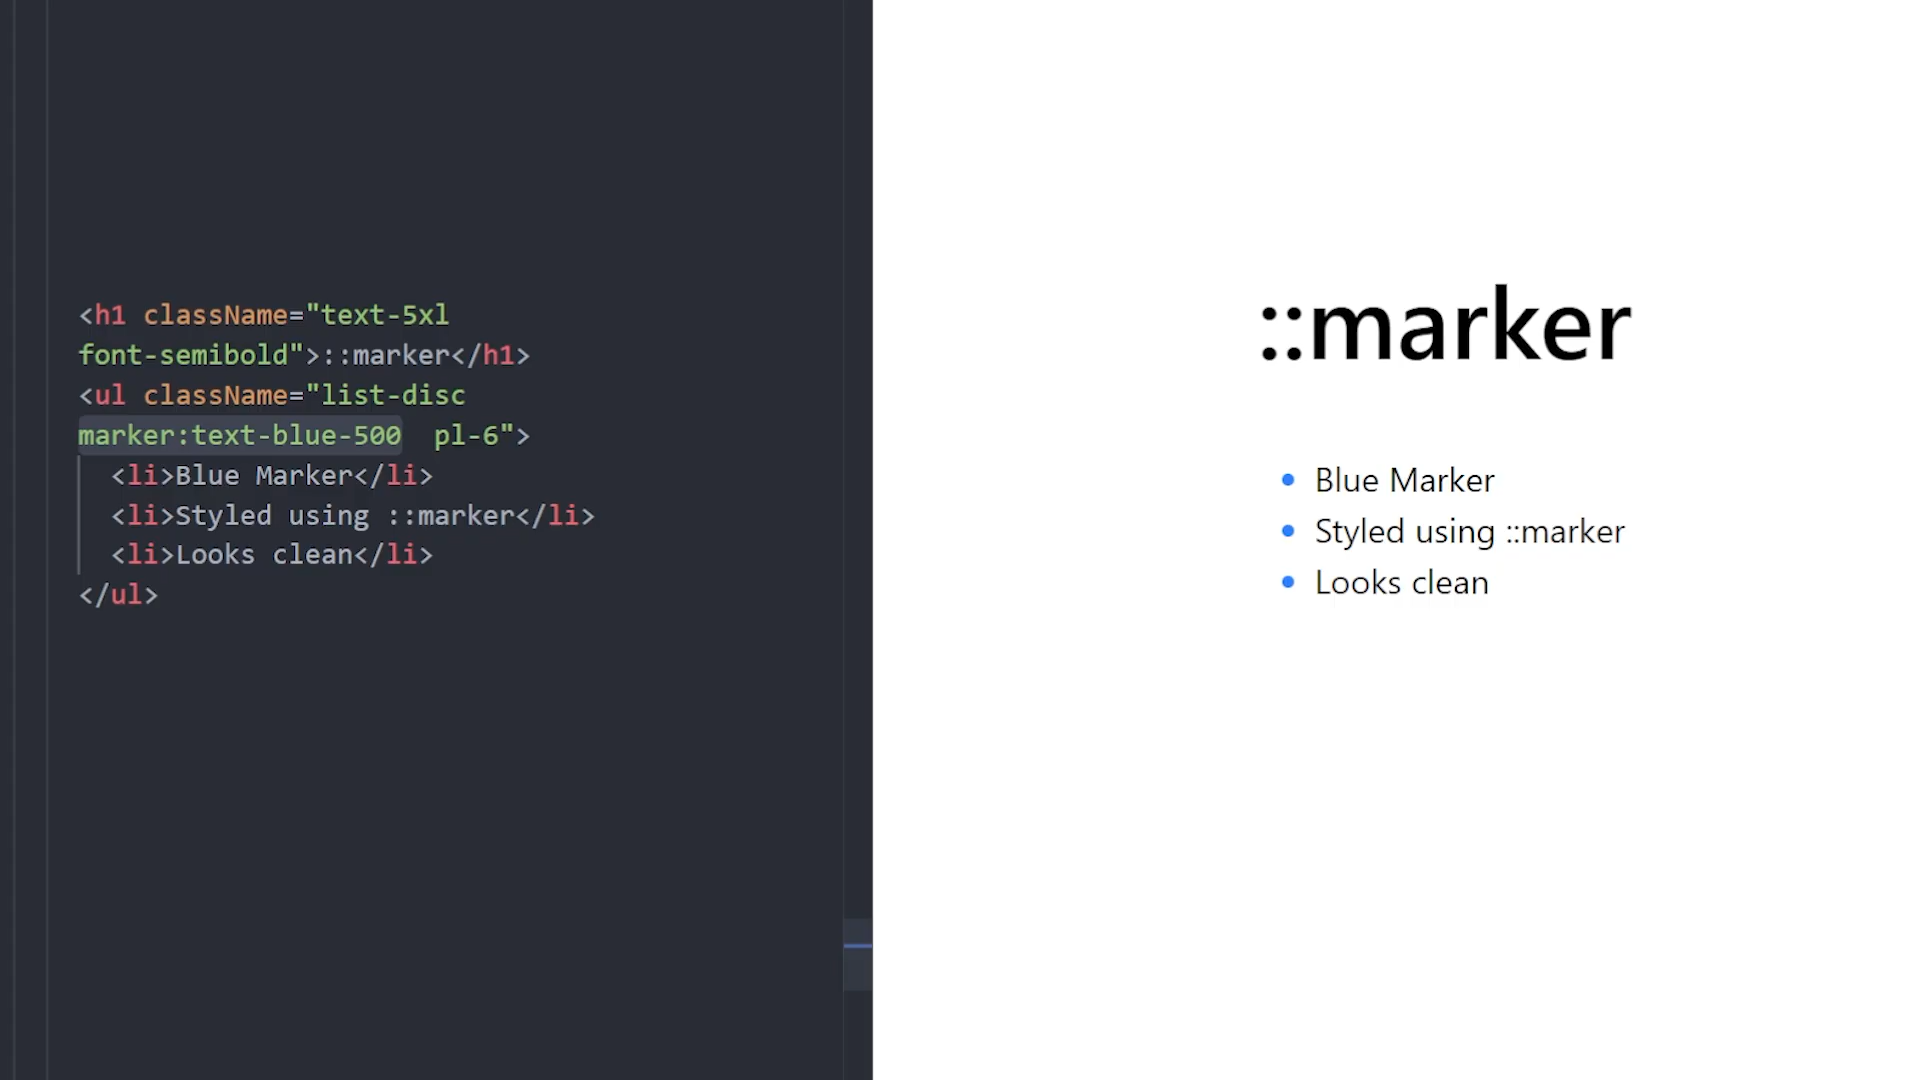 <h1 className="text-5xl
font-semibold">::marker</h1>
<ul className="list-disc
marker:text-blue-500  pl-6">
  <li>Blue Marker</li>
  <li>Styled using ::marker</li>
  <li>Looks clean</li>
</ul>
::marker
Blue Marker
Styled using ::marker
Looks clean